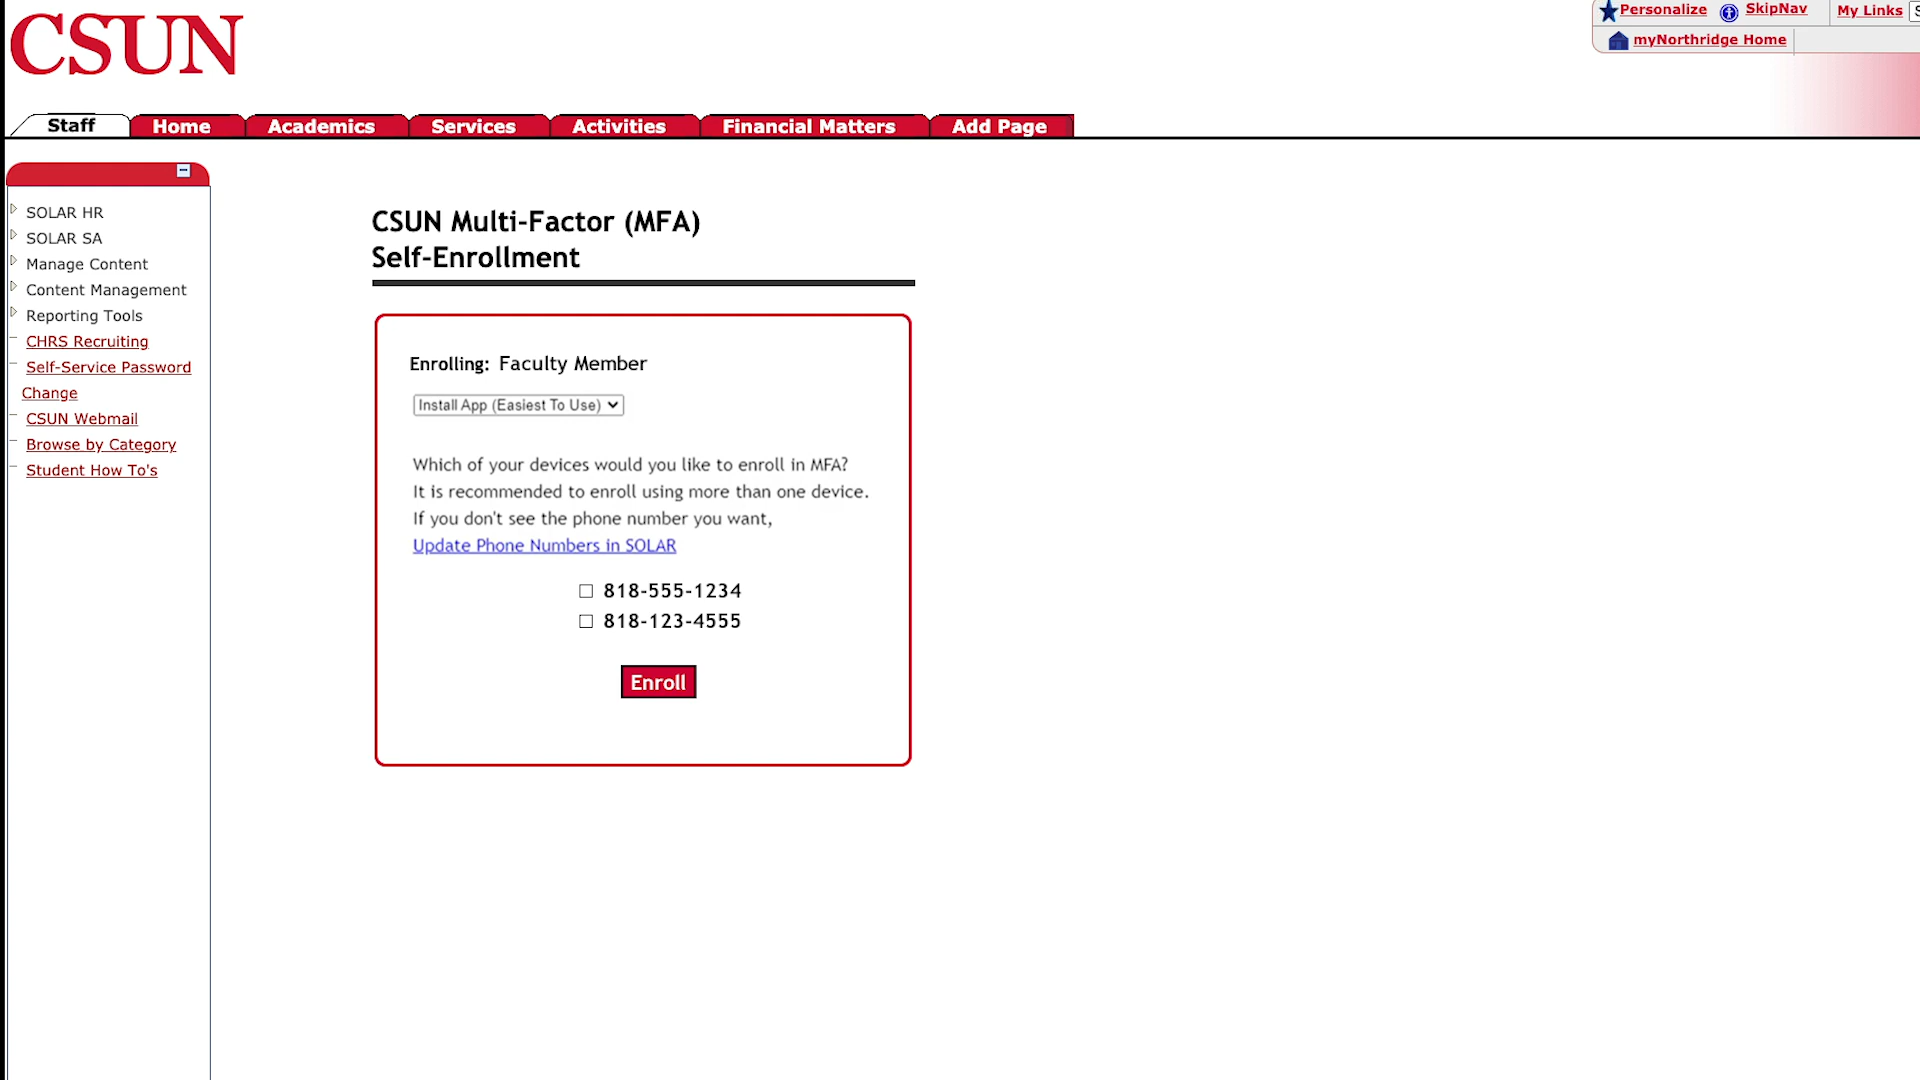 CSUN
Personalize
SkipNav
My Links
myNorthridge Home
Staff
Home
Academics
Services
Activities
Financial Matters
Add Page
SOLAR HR
SOLAR SA
Manage Content
Content Management
Reporting Tools
CHRS Recruiting
Self-Service Password
Change
CSUN Webmail
Browse by Category
Student How To's
CSUN Multi-Factor (MFA)
Self-Enrollment
Enrolling: Faculty Member
Install App (Easiest To Use)
Which of your devices would you like to enroll in MFA?
It is recommended to enroll using more than one device.
If you don't see the phone number you want,
Update Phone Numbers in SOLAR
818-555-1234
818-123-4555
Enroll